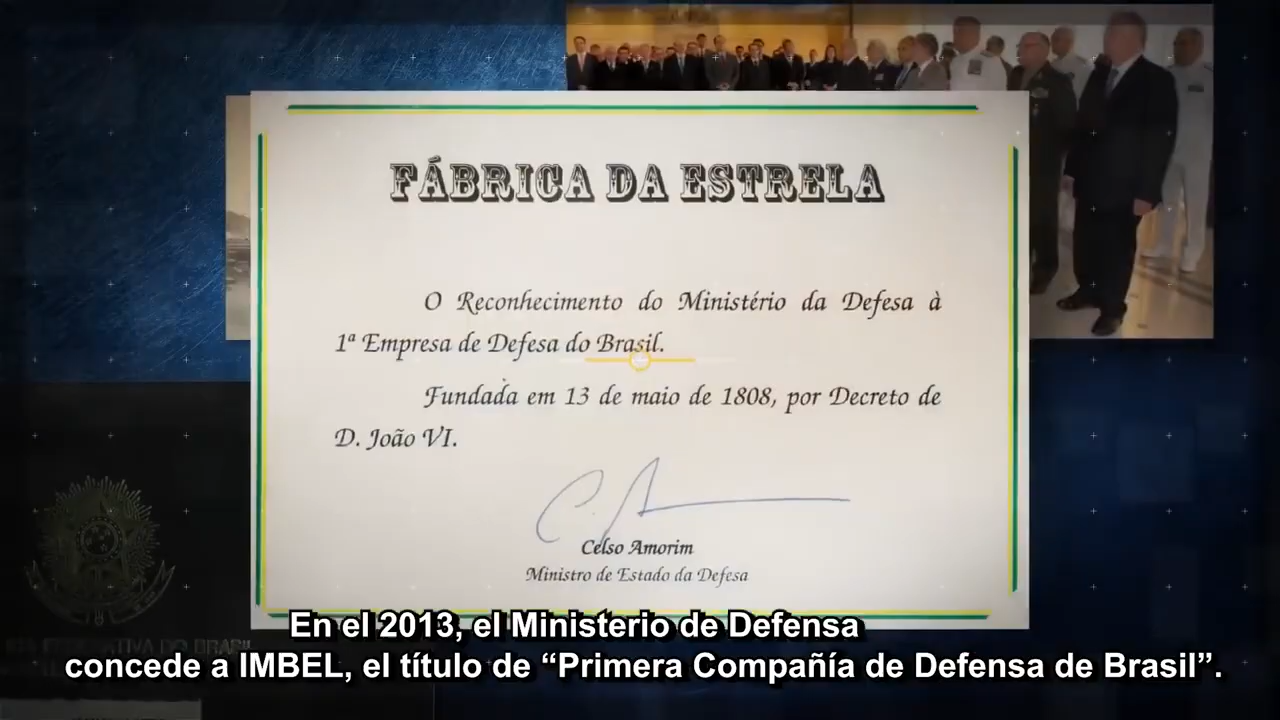 FÁBRICA DA ESTRELA
O Reconhecimento do Ministério da Defesa à
1ª Empresa de Defesa do Brasil.
Fundada em 13 de maio de 1808, por Decreto de
D. João VI.
Celso Amorim
Ministro de Estado da Defesa
DO BRASIL
En el 2013, el Ministerio de Defensa
concede a IMBEL, el título de “Primera Compañía de Defensa de Brasil”.